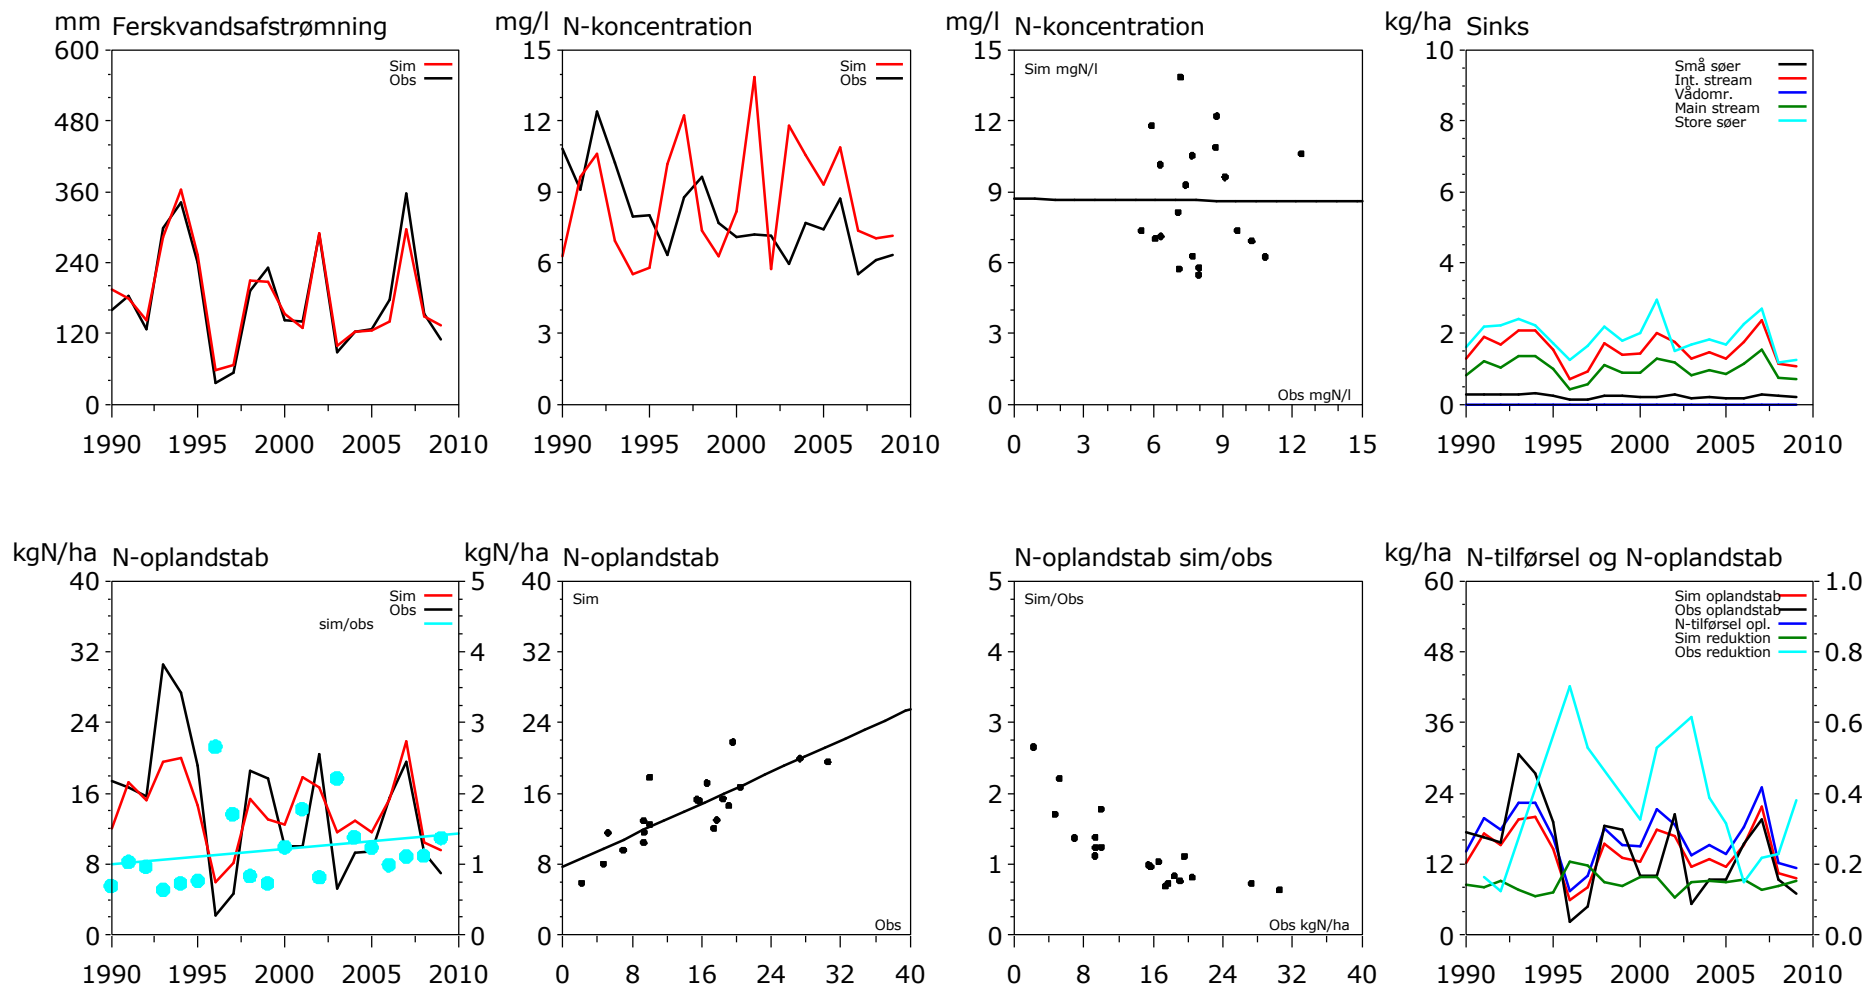 mm Ferskvandsafstrømning
600
480
360
240
120
0
1990 1995 2000 2005 2010
Sim
Obs
mg/l N-koncentration
15
12
9
6
3
0
1990 1995 2000 2005 2010
Sim
Obs
mg/l N-koncentration
15
12
9
6
3
0
Sim mgN/l
Obs mgN/l
0 3 6 9 12 15
kg/ha Sinks
10
8
6
4
2
0
1990 1995 2000 2005 2010
Små søer
Int. stream
Vådomr.
Main stream
Store søer
kgN/ha N-oplandstab
40
32
24
16
8
0
5
4
3
2
1
0
1990 1995 2000 2005 2010
Sim
Obs
sim/obs
kgN/ha N-oplandstab
Sim
Obs
0 8 16 24 32 40
N-oplandstab sim/obs
5
4
3
2
1
0
Sim/Obs
Obs kgN/ha
0 8 16 24 32 40
kg/ha N-tilførsel og N-oplandstab
60
48
36
24
12
0
1.0
0.8
0.6
0.4
0.2
0.0
1990 1995 2000 2005 2010
Sim oplandstab
Obs oplandstab
N-tilførsel opl.
Sim reduktion
Obs reduktion